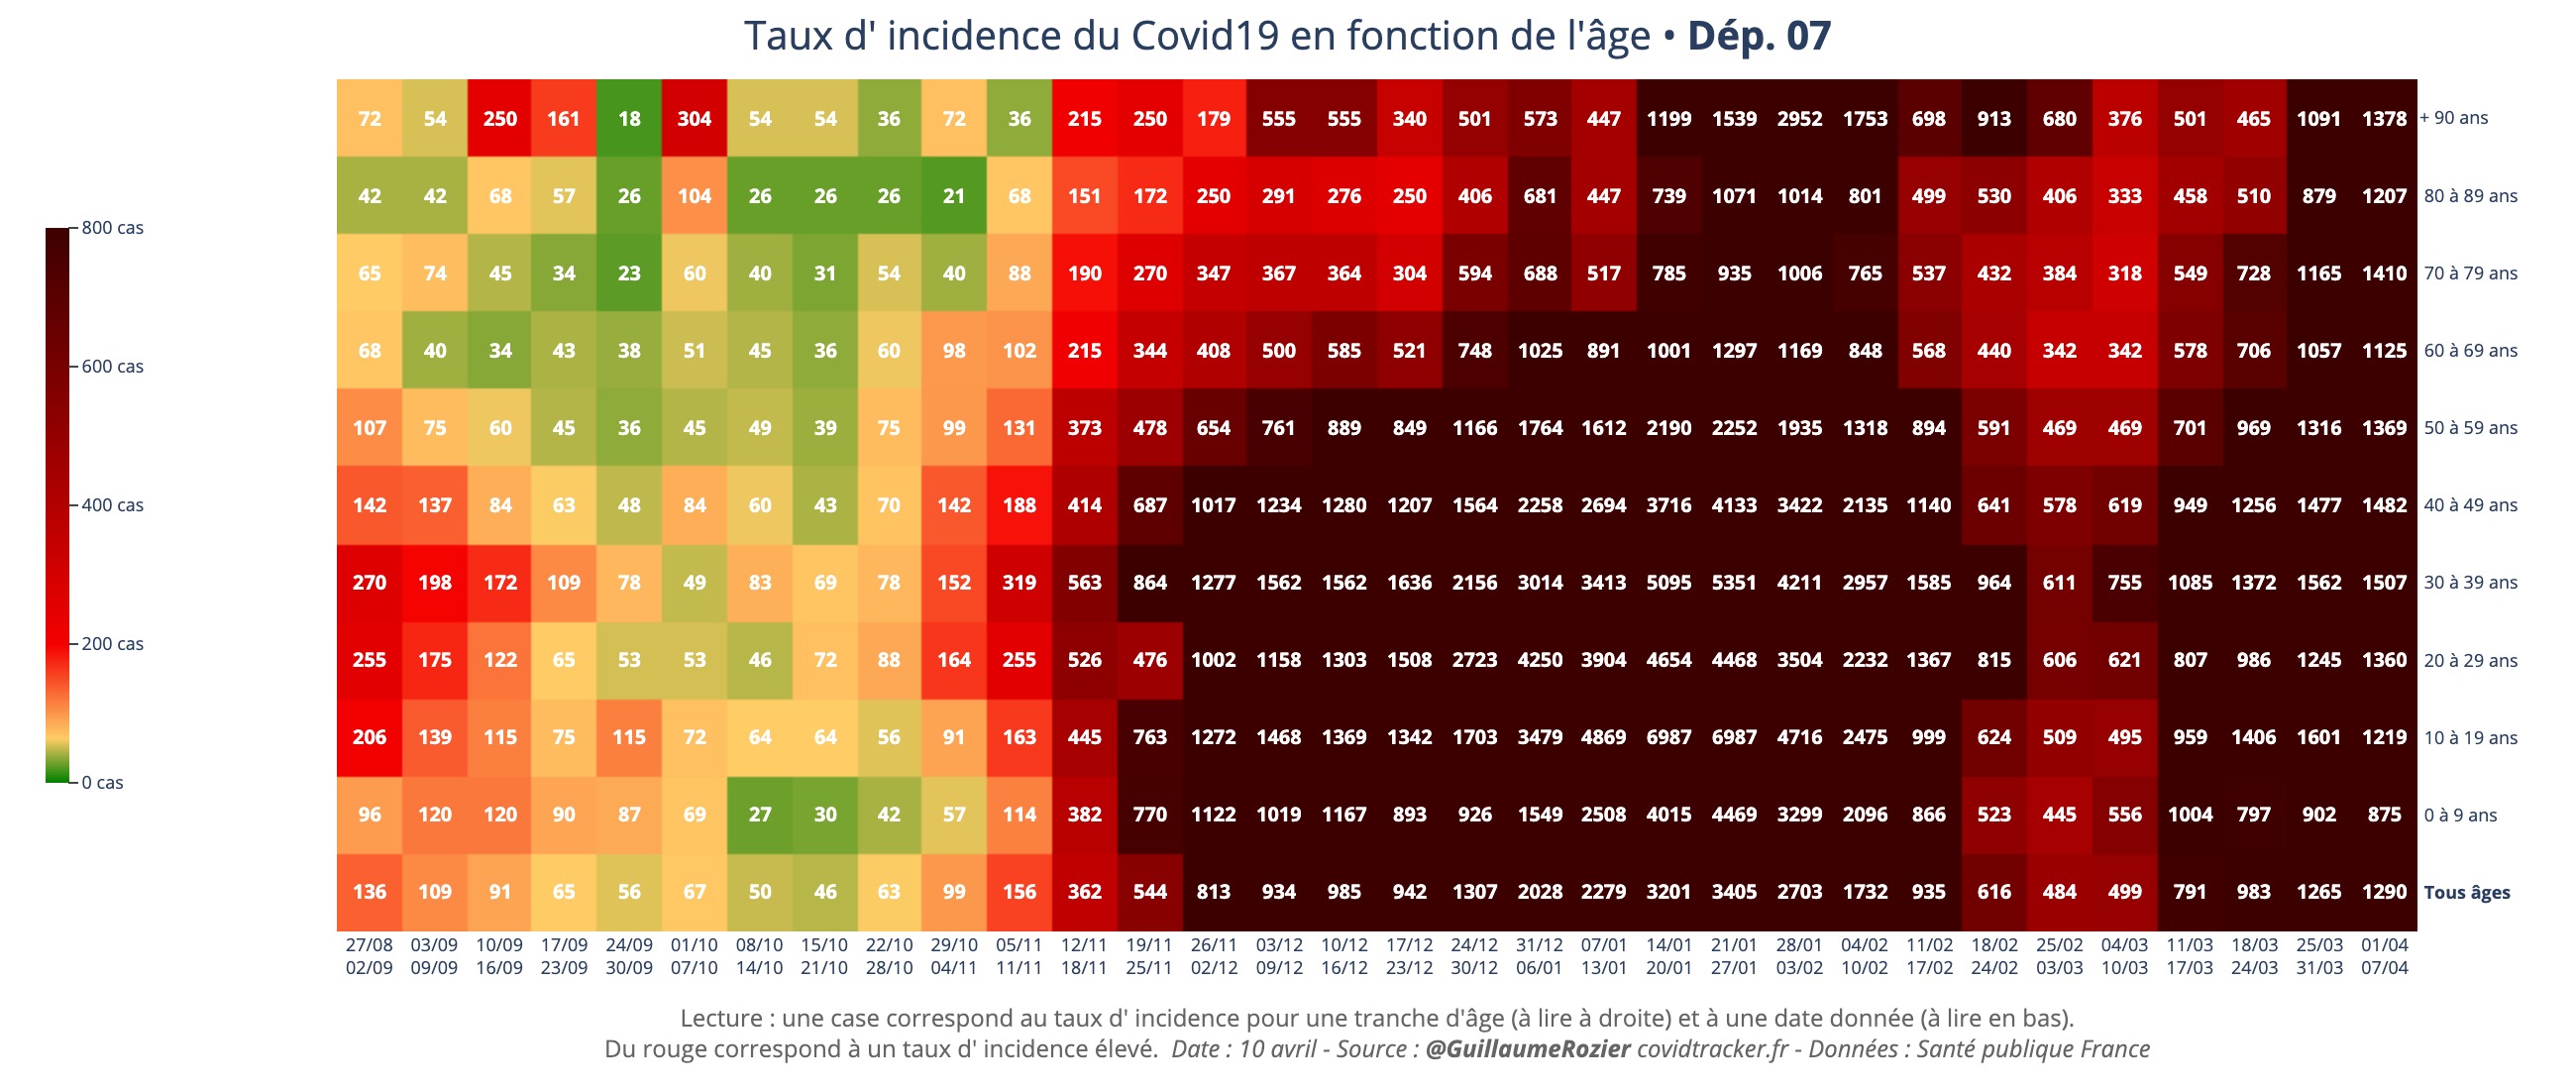 Taux d' incidence du Covid19 en fonction de l'âge • Dép. 07
72 54 250 161 18 304 54 54 36 72 36 215 250 179 555 555 340 501 573 447 1199 1539 2952 1753 698 913 680 376 501 465 1091 1378 + 90 ans
42 42 68 57 26 104 26 26 26 21 68 151 172 250 291 276 250 406 681 447 739 1071 1014 801 499 530 406 333 458 510 879 1207 80 à 89 ans
800 cas
65 74 45 34 23 60 40 31 54 40 88 190 270 347 367 364 304 594 688 517 785 935 1006 765 537 432 384 318 549 728 1165 1410 70 à 79 ans
68 40 34 43 38 51 45 36 60 98 102 215 344 408 500 585 521 748 1025 891 1001 1297 1169 848 568 440 342 342 578 706 1057 1125 60 à 69 ans
600 cas
107 75 60 45 36 45 49 39 75 99 131 373 478 654 761 889 849 1166 1764 1612 2190 2252 1935 1318 894 591 469 469 701 969 1316 1369 50 à 59 ans
400 cas
142 137 84 63 48 84 60 43 70 142 188 414 687 1017 1234 1280 1207 1564 2258 2694 3716 4133 3422 2135 1140 641 578 619 949 1256 1477 1482 40 à 49 ans
270 198 172 109 78 49 83 69 78 152 319 563 864 1277 1562 1562 1636 2156 3014 3413 5095 5351 4211 2957 1585 964 611 755 1085 1372 1562 1507 30 à 39 ans
200 cas
255 175 122 65 53 53 46 72 88 164 255 526 476 1002 1158 1303 1508 2723 4250 3904 4654 4468 3504 2232 1367 815 606 621 807 986 1245 1360 20 à 29 ans
206 139 115 75 115 72 64 64 56 91 163 445 763 1272 1468 1369 1342 1703 3479 4869 6987 6987 4716 2475 999 624 509 495 959 1406 1601 1219 10 à 19 ans
0 cas
96 120 120 90 87 69 27 30 42 57 114 382 770 1122 1019 1167 893 926 1549 2508 4015 4469 3299 2096 866 523 445 556 1004 797 902 875 0 à 9 ans
136 109 91 65 56 67 50 46 63 99 156 362 544 813 934 985 942 1307 2028 2279 3201 3405 2703 1732 935 616 484 499 791 983 1265 1290 Tous âges
27/08 03/09 10/09 17/09 24/09 01/10 08/10 15/10 22/10 29/10 05/11 12/11 19/11 26/11 03/12 10/12 17/12 24/12 31/12 07/01 14/01 21/01 28/01 04/02 11/02 18/02 25/02 04/03 11/03 18/03 25/03 01/04
02/09 09/09 16/09 23/09 30/09 07/10 14/10 21/10 28/10 04/11 11/11 18/11 25/11 02/12 09/12 16/12 23/12 30/12 06/01 13/01 20/01 27/01 03/02 10/02 17/02 24/02 03/03 10/03 17/03 24/03 31/03 07/04
Lecture : une case correspond au taux d' incidence pour une tranche d'âge (à lire à droite) et à une date donnée (à lire en bas).
Du rouge correspond à un taux d' incidence élevé. Date : 10 avril - Source : @GuillaumeRozier covidtracker.fr - Données : Santé publique France